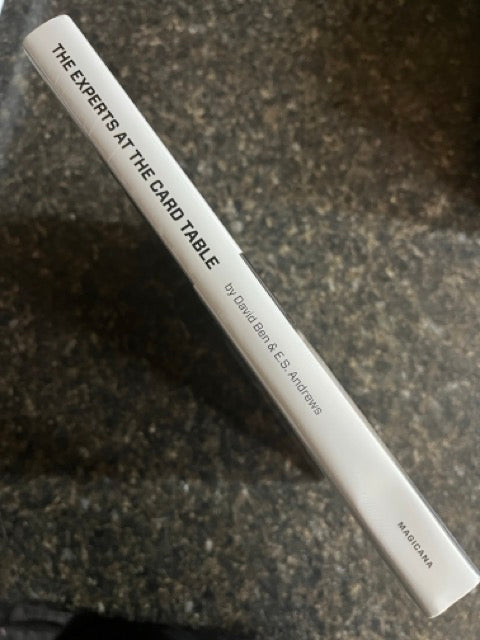 THE EXPERTS AT THE CARD TABLE
by David Ben & E.S. Andrews
MAGICANA